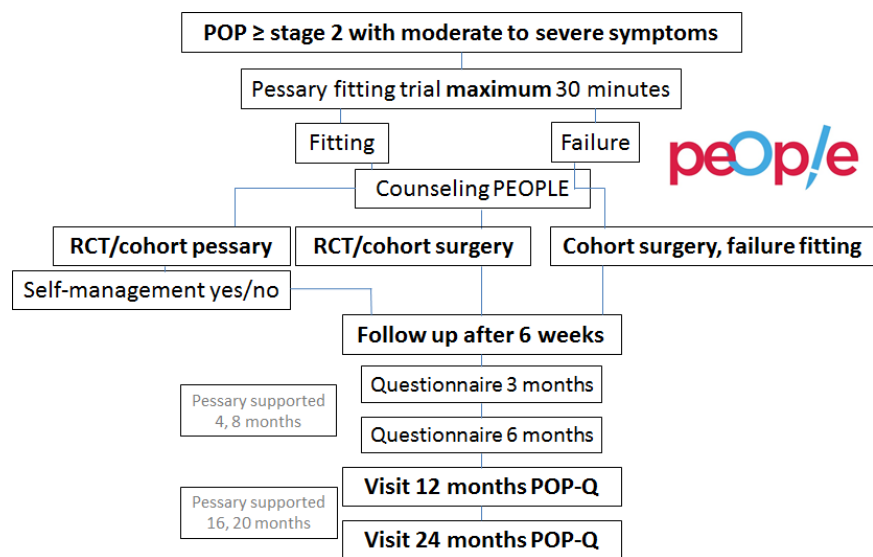 POP ≥ stage 2 with moderate to severe symptoms
Pessary fitting trial maximum 30 minutes
Fitting
Failure
people
Counseling PEOPLE
RCT/cohort pessary
RCT/cohort surgery
Cohort surgery, failure fitting
Self-management yes/no
Follow up after 6 weeks
Questionnaire 3 months
Pessary supported
4, 8 months
Questionnaire 6 months
Visit 12 months POP-Q
Pessary supported
16, 20 months
Visit 24 months POP-Q